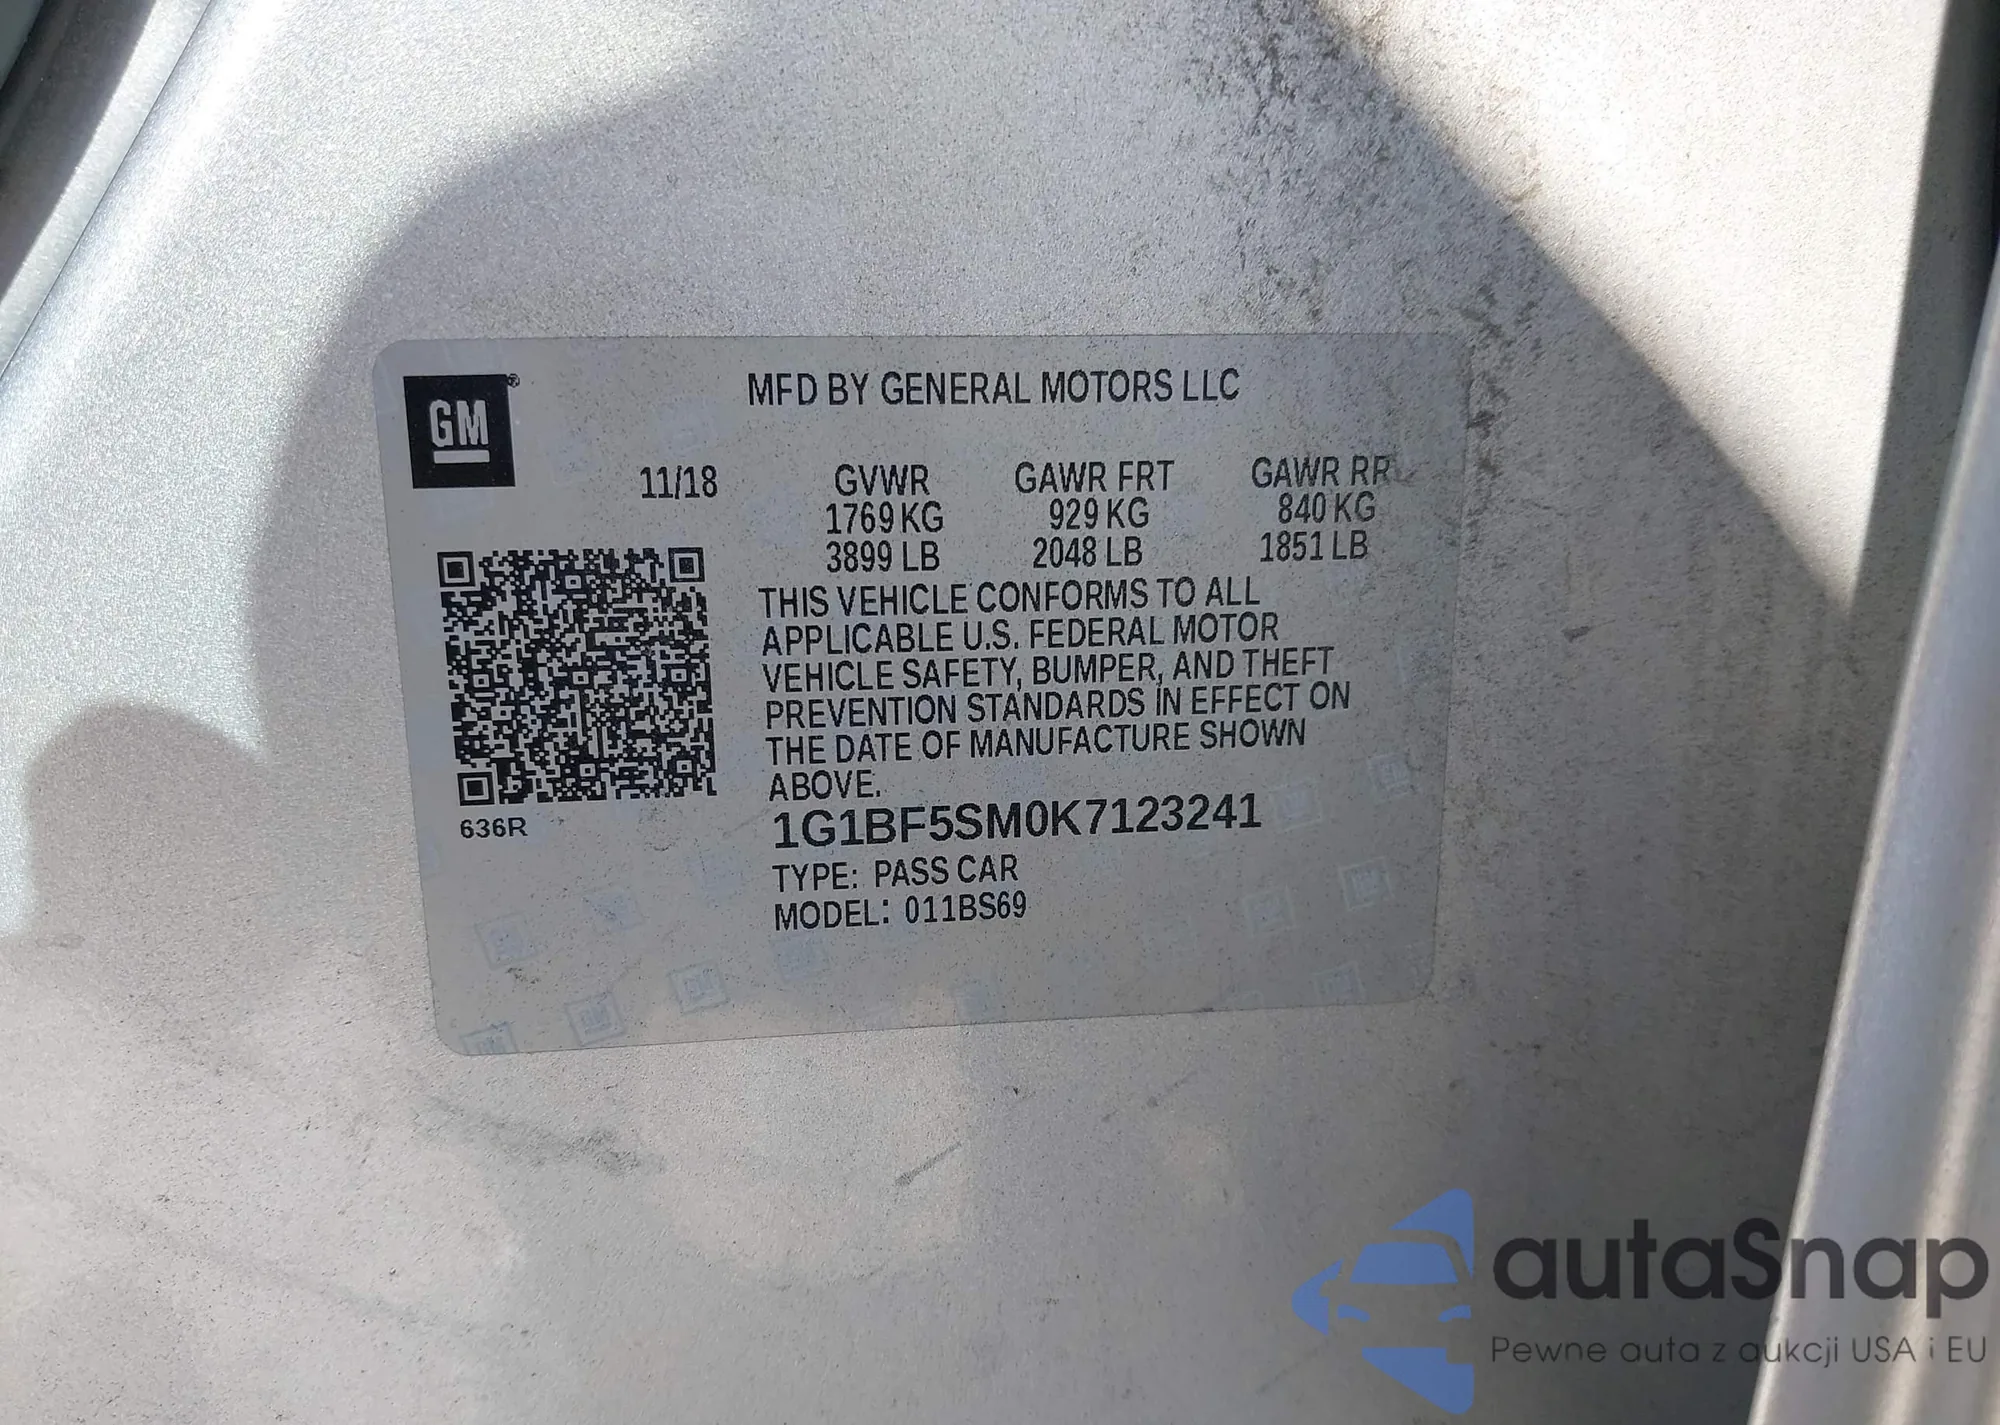 GM®
MFD BY GENERAL MOTORS LLC
11/18 GVWR GAWR FRT GAWR RR
1769 KG 929 KG 840 KG
3899 LB 2048 LB 1851 LB
THIS VEHICLE CONFORMS TO ALL
APPLICABLE U.S. FEDERAL MOTOR
VEHICLE SAFETY, BUMPER, AND THEFT
PREVENTION STANDARDS IN EFFECT ON
THE DATE OF MANUFACTURE SHOWN
ABOVE.
636R
1G1BF5SM0K7123241
TYPE: PASS CAR
MODEL: 011BS69
autaSnap
Pewne auta z aukcji USA i EU